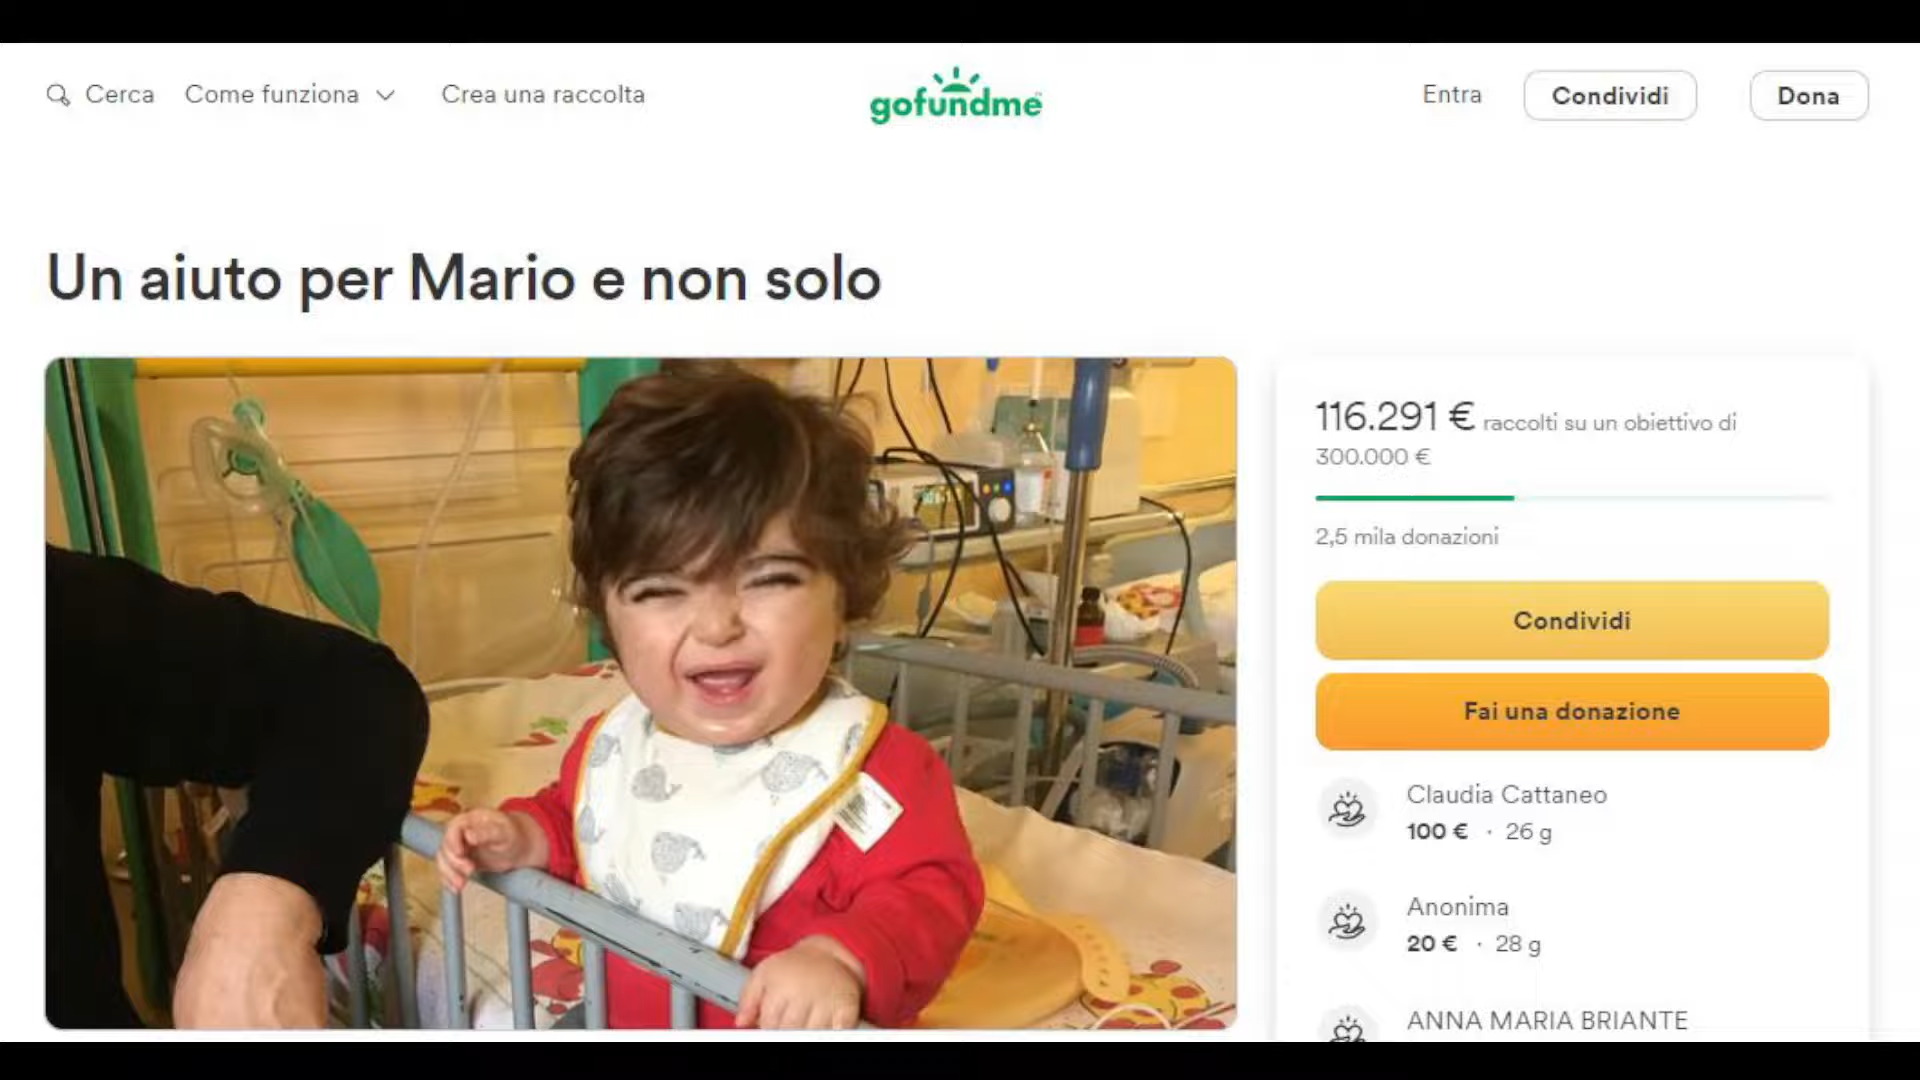 Cerca Come funziona Crea una raccolta gofundme Entra Condividi Dona
Un aiuto per Mario e non solo
116.291 € raccolti su un obiettivo di
300.000 €
2,5 mila donazioni
Condividi
Fai una donazione
Claudia Cattaneo
100 € · 26 g
Anonima
20 € · 28 g
ANNA MARIA BRIANTE